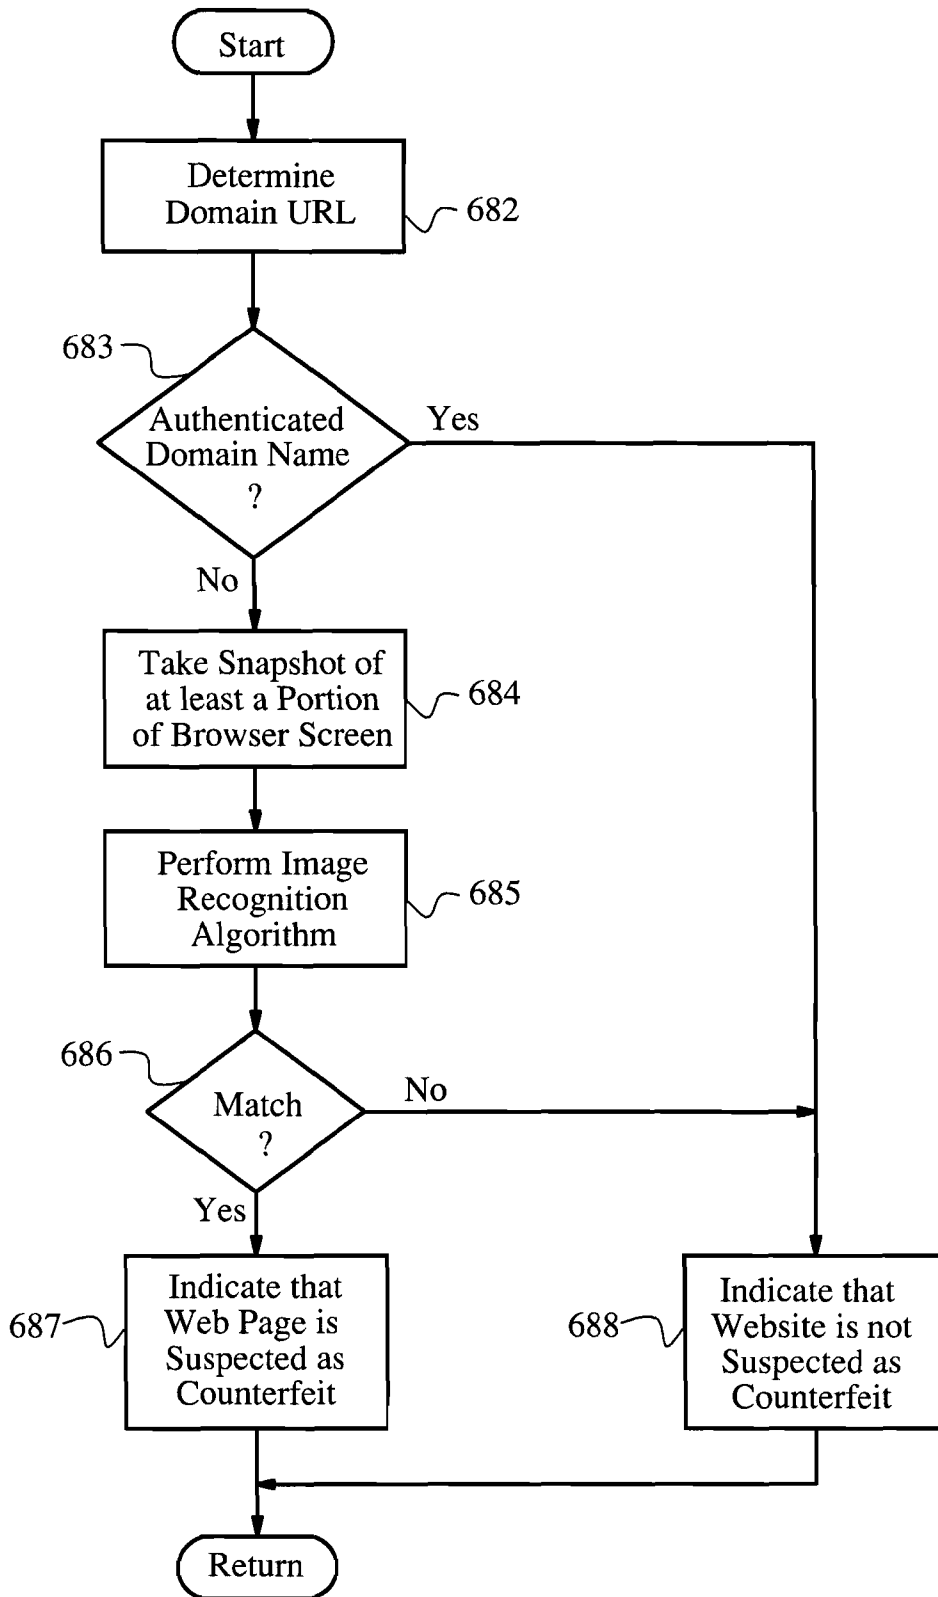 Start
Determine
Domain URL
682
683
Authenticated
Domain Name
?
Yes
No
Take Snapshot of
at least a Portion
of Browser Screen
684
Perform Image
Recognition
Algorithm
685
686
Match
?
No
Yes
Indicate that
Web Page is
Suspected as
Counterfeit
687
688
Indicate that
Website is not
Suspected as
Counterfeit
Return